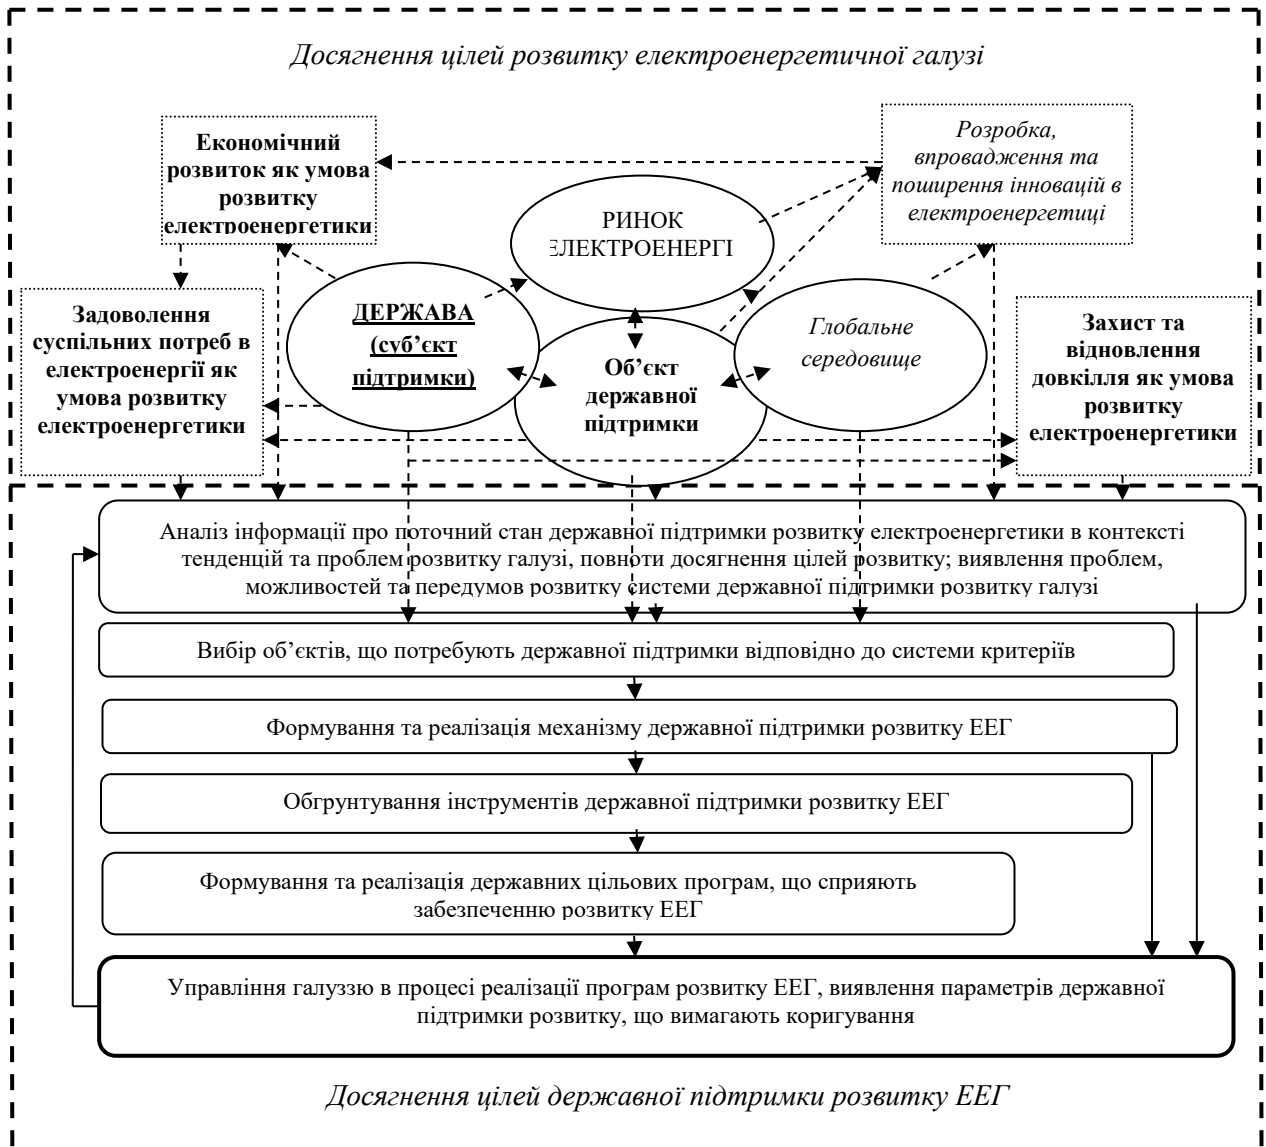 Досягнення цілей розвитку електроенергетичної галузі
Економічний
розвиток як умова
розвитку
електроенергетики
Розробка,
впровадження та
поширення інновацій в
електроенергетиці
РИНОК
ЕЛЕКТРОЕНЕРГІ
ДЕРЖАВА
(суб’єкт
підтримки)
Глобальне
середовище
Об’єкт
державної
підтримки
Задоволення
суспільних потреб в
електроенергії як
умова розвитку
електроенергетики
Захист та
відновлення
довкілля як умова
розвитку
електроенергетики
Аналіз інформації про поточний стан державної підтримки розвитку електроенергетики в контексті
тенденцій та проблем розвитку галузі, повноти досягнення цілей розвитку; виявлення проблем,
можливостей та передумов розвитку системи державної підтримки розвитку галузі
Вибір об’єктів, що потребують державної підтримки відповідно до системи критеріїв
Формування та реалізація механізму державної підтримки розвитку ЕЕГ
Обгрунтування інструментів державної підтримки розвитку ЕЕГ
Формування та реалізація державних цільових програм, що сприяють
забезпеченню розвитку ЕЕГ
Управління галуззю в процесі реалізації програм розвитку ЕЕГ, виявлення параметрів державної
підтримки розвитку, що вимагають коригування
Досягнення цілей державної підтримки розвитку ЕЕГ